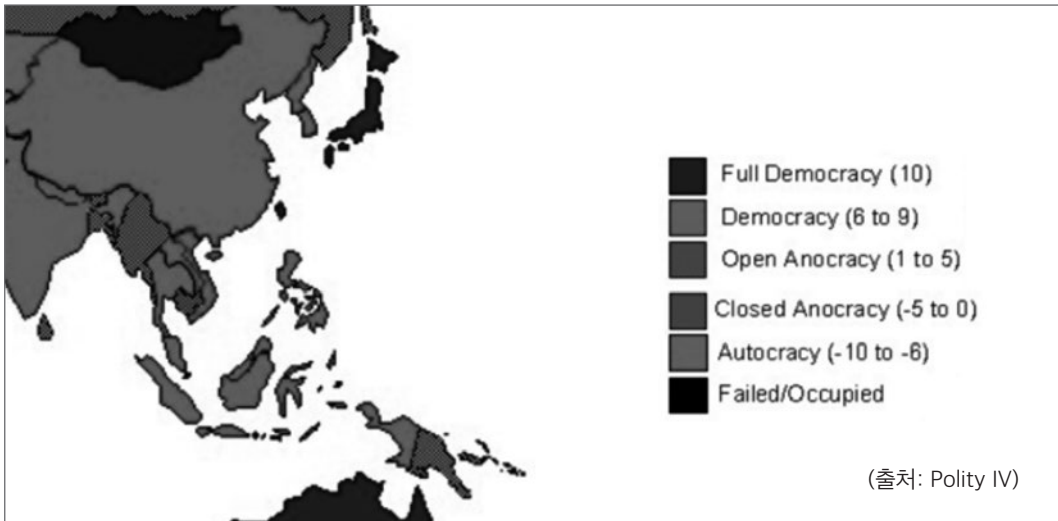 Full Democracy (10)
Democracy (6 to 9)
Open Anocracy (1 to 5)
Closed Anocracy (-5 to 0)
Autocracy (-10 to -6)
Failed/Occupied
(출처: Polity IV)